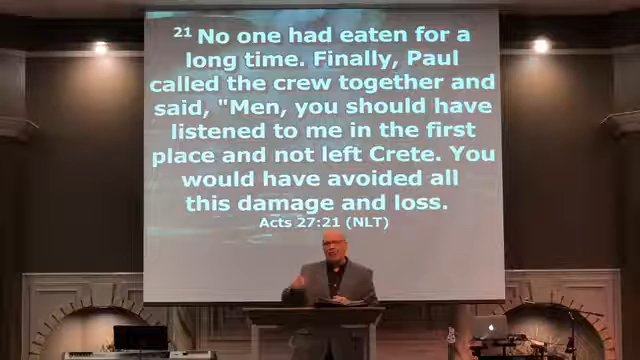 21 No one had eaten for a
long time. Finally, Paul
called the crew together and
said, "Men, you should have
listened to me in the first
place and not left Crete. You
would have avoided all
this damage and loss.
Acts 27:21 (NLT)